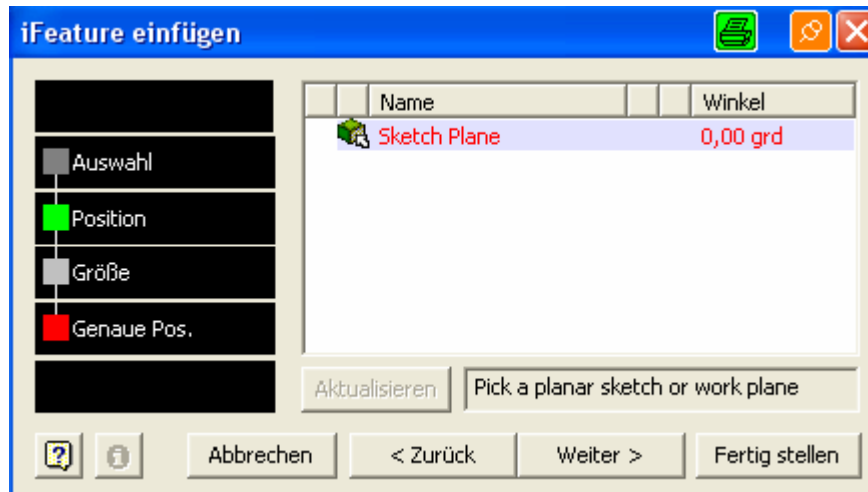 iFeature einfügen
Name Winkel
Sketch Plane 0,00 grd
Auswahl
Position
Größe
Genaue Pos.
Aktualisieren Pick a planar sketch or work plane
Abbrechen < Zurück Weiter > Fertig stellen